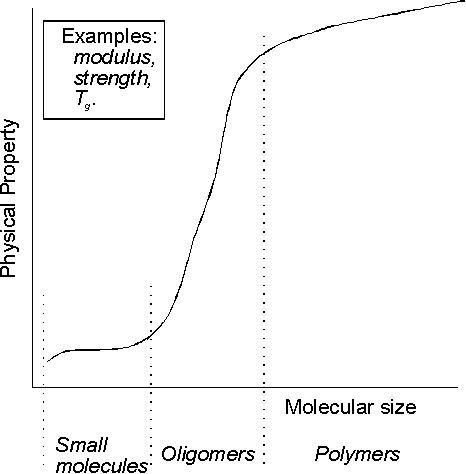 Examples:
modulus,
strength,
Tg.
Physical Property
Molecular size
Small
molecules
Oligomers
Polymers